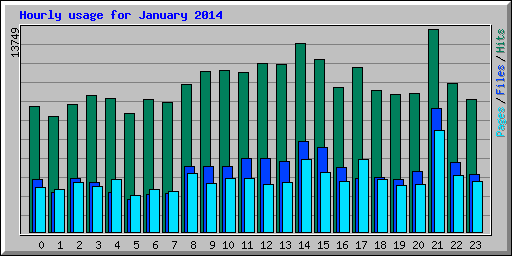 Hourly usage for January 2014
13749
Pages/Files/Hits
0 1 2 3 4 5 6 7 8 9 10 11 12 13 14 15 16 17 18 19 20 21 22 23